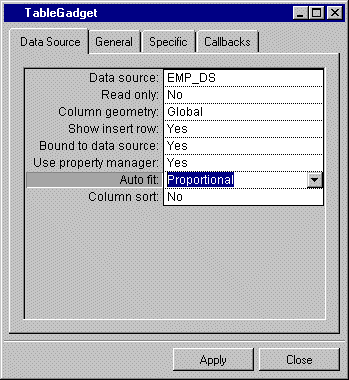 TableGadget
Data Source General Specific Callbacks
Data source: EMP_DS
Read only: No
Column geometry: Global
Show insert row: Yes
Bound to data source: Yes
Use property manager: Yes
Auto fit: Proportional
Column sort: No
Apply Close